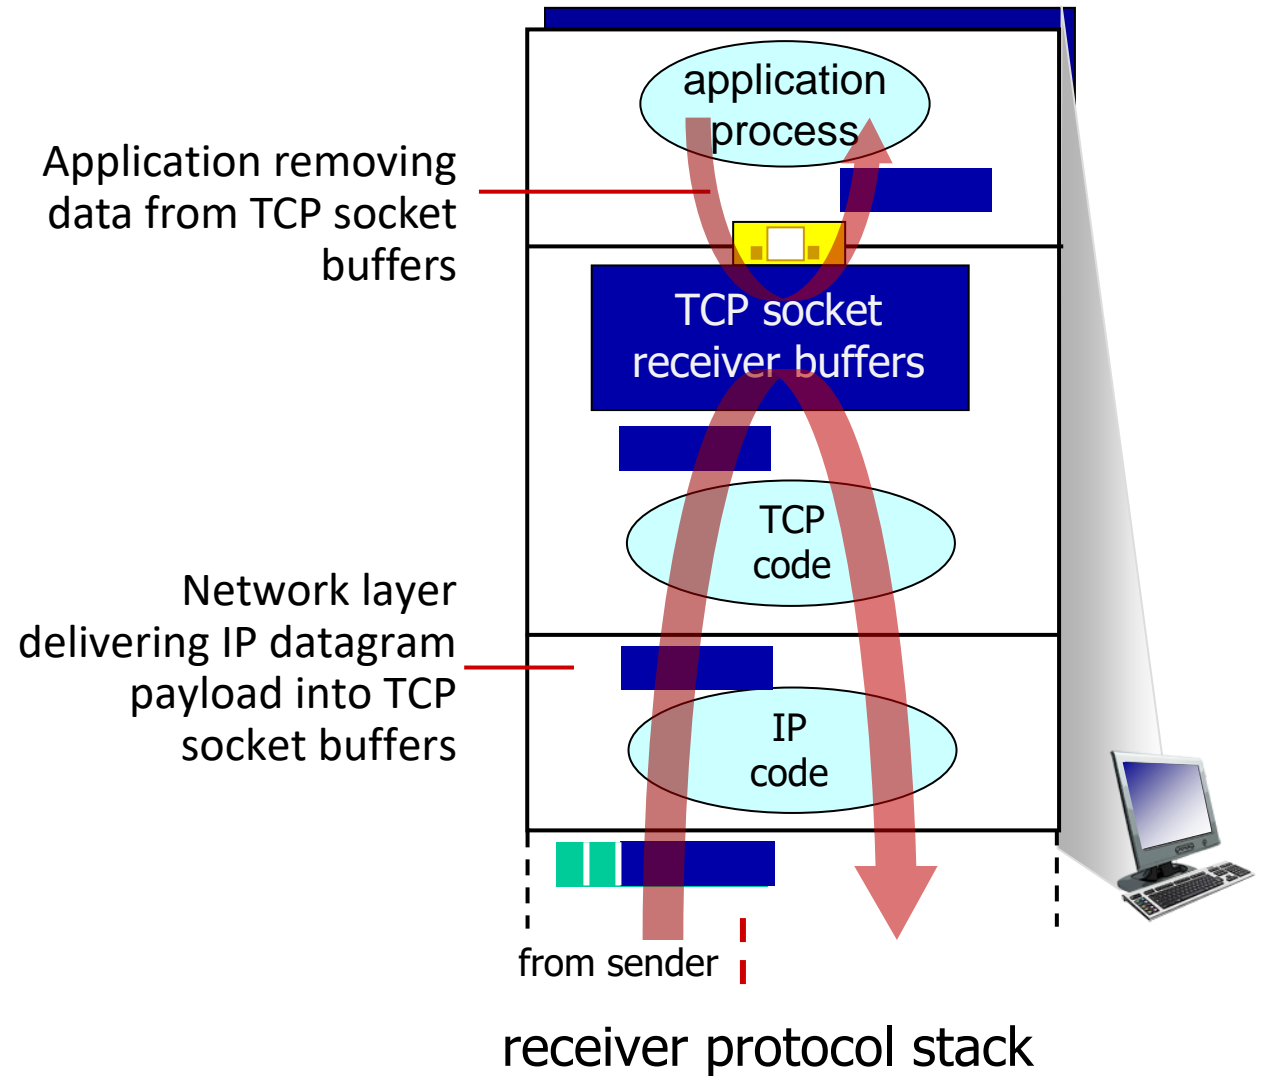 application
process
Application removing
data from TCP socket
buffers
TCP socket
receiver buffers
TCP
code
Network layer
delivering IP datagram
payload into TCP
socket buffers
IP
code
from sender
receiver protocol stack